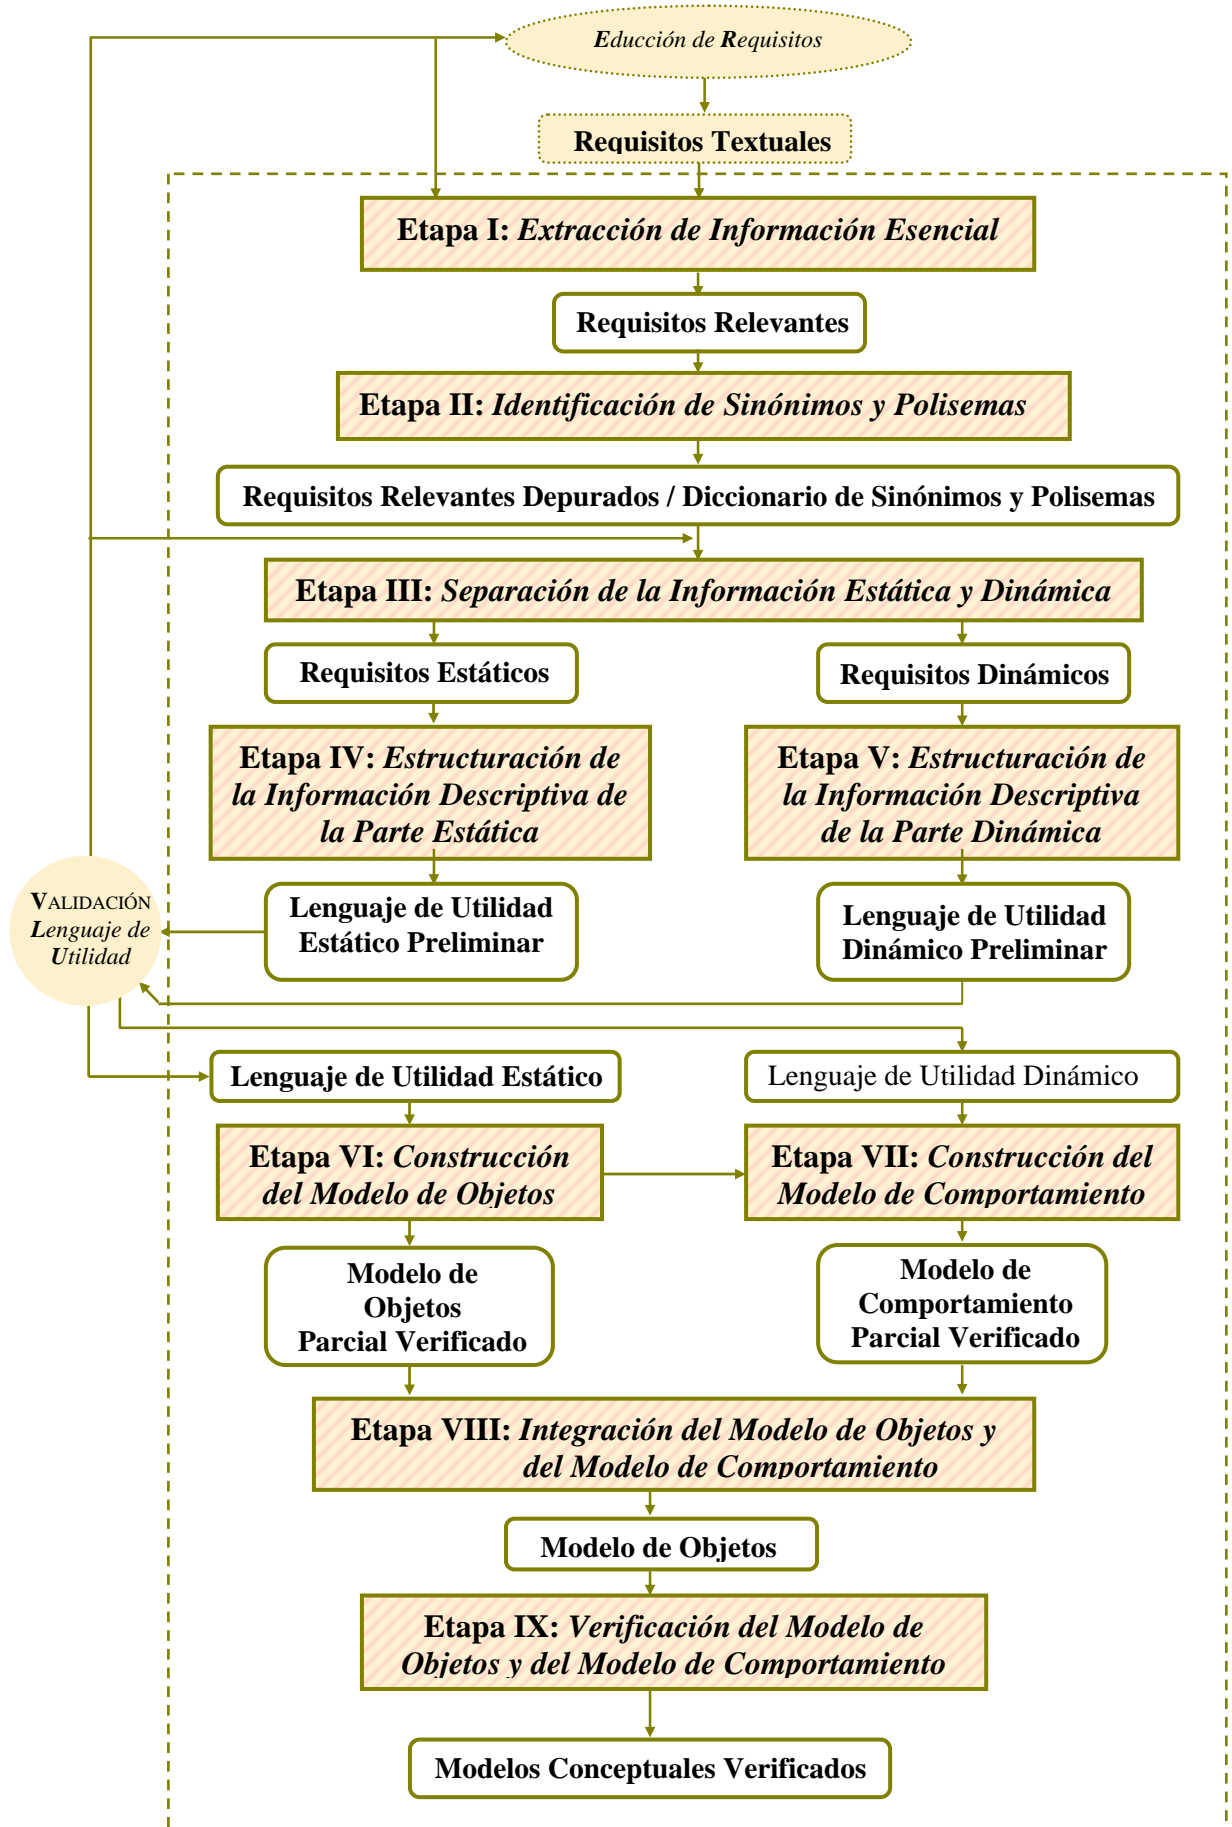 Educción de Requisitos
Requisitos Textuales
Etapa I: Extracción de Información Esencial
Requisitos Relevantes
Etapa II: Identificación de Sinónimos y Polisemas
Requisitos Relevantes Depurados / Diccionario de Sinónimos y Polisemas
Etapa III: Separación de la Información Estática y Dinámica
Requisitos Estáticos
Requisitos Dinámicos
Etapa IV: Estructuración de
la Información Descriptiva de
la Parte Estática
Etapa V: Estructuración de
la Información Descriptiva
de la Parte Dinámica
VALIDACIÓN
Lenguaje de
Utilidad
Lenguaje de Utilidad
Estático Preliminar
Lenguaje de Utilidad
Dinámico Preliminar
Lenguaje de Utilidad Estático
Lenguaje de Utilidad Dinámico
Etapa VI: Construcción
del Modelo de Objetos
Etapa VII: Construcción del
Modelo de Comportamiento
Modelo de
Objetos
Parcial Verificado
Modelo de
Comportamiento
Parcial Verificado
Etapa VIII: Integración del Modelo de Objetos y
del Modelo de Comportamiento
Modelo de Objetos
Etapa IX: Verificación del Modelo de
Objetos y del Modelo de Comportamiento
Modelos Conceptuales Verificados